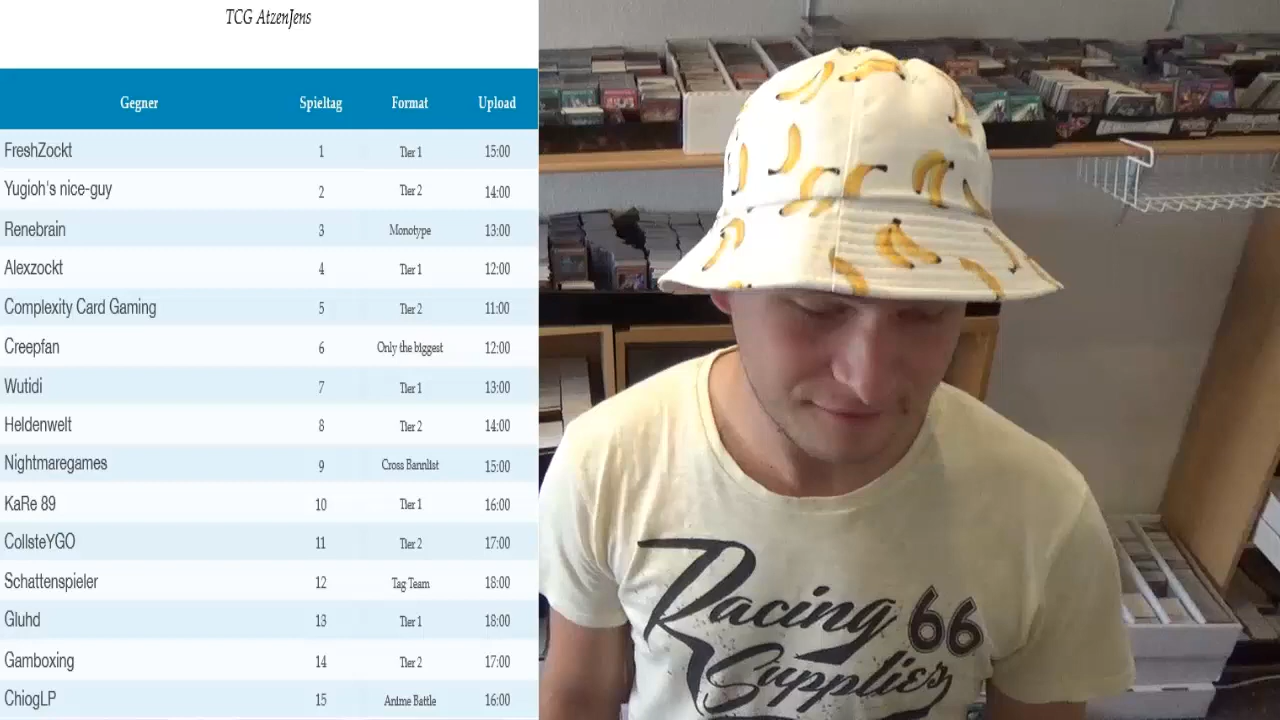 TCG AtzenJens
Gegner Spieltag Format Upload
FreshZockt 1 Tier 1 15:00
Yugioh's nice-guy 2 Tier 2 14:00
Renebrain 3 Monotype 13:00
Alexzockt 4 Tier 1 12:00
Complexity Card Gaming 5 Tier 2 11:00
Creepfan 6 Only the biggest 12:00
Wutidi 7 Tier 1 13:00
Heldenwelt 8 Tier 2 14:00
Nightmaregames 9 Cross Bannlist 15:00
KaRe 89 10 Tier 1 16:00
CollsteYGO 11 Tier 2 17:00
Schattenspieler 12 Tag Team 18:00
Gluhd 13 Tier 1 18:00
Gamboxing 14 Tier 2 17:00
ChiogLP 15 Anime Battle 16:00
Racing 66
Supplies